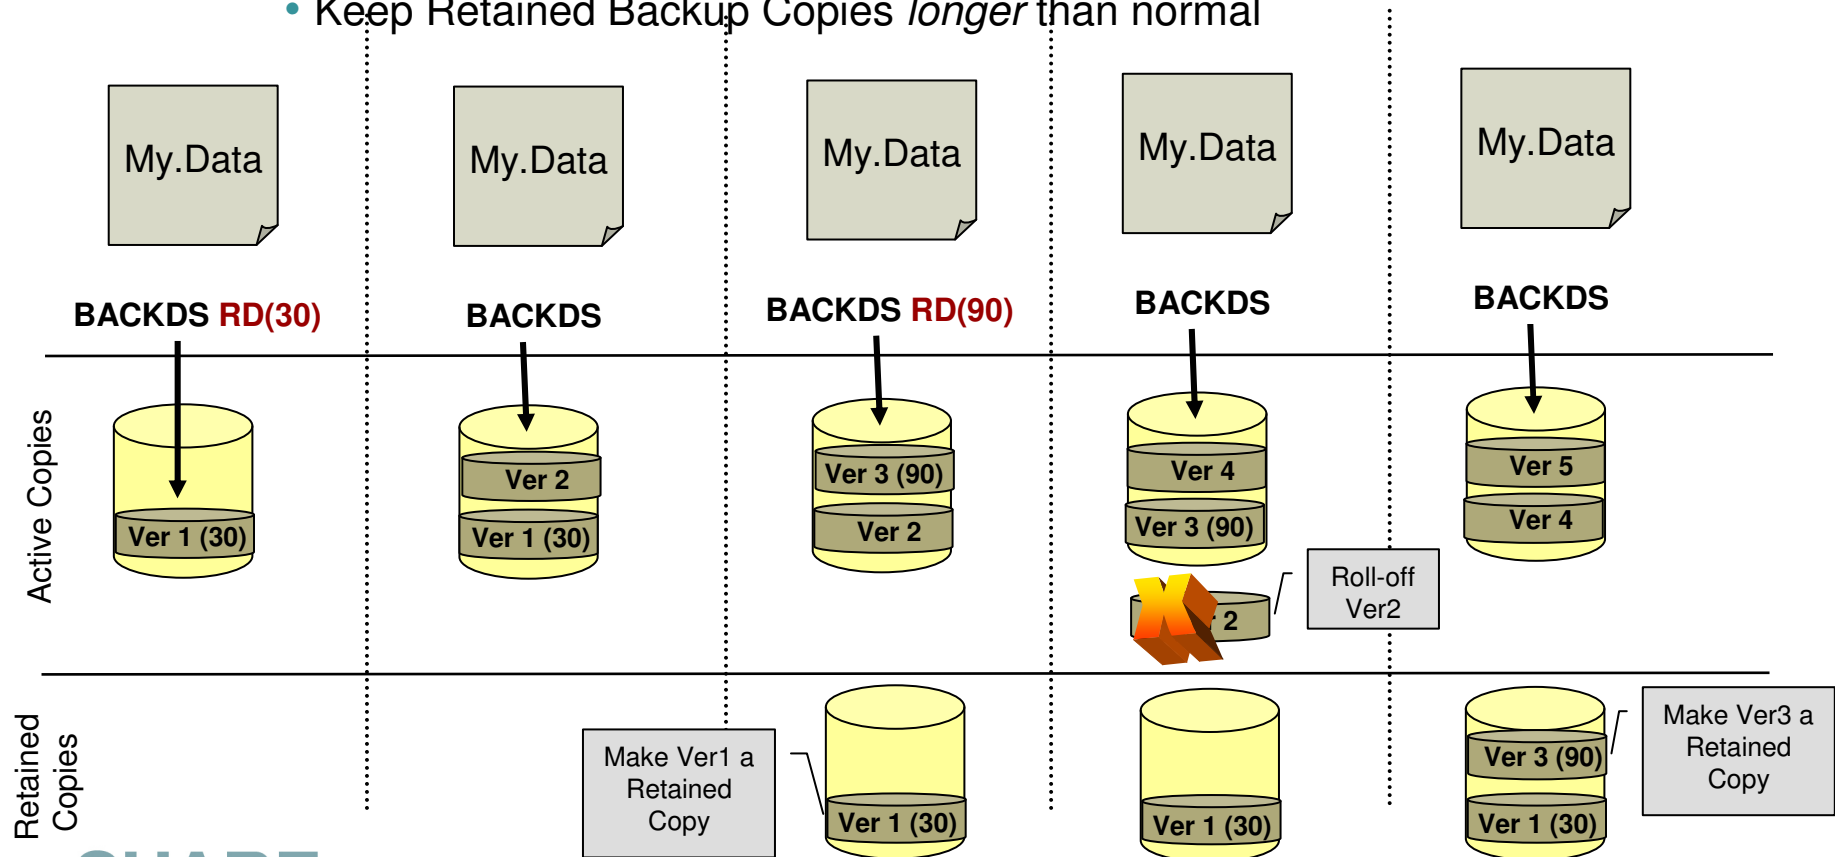 • Keep Retained Backup Copies longer than normal
My.Data
My.Data
My.Data
My.Data
My.Data
BACKDS RD(30)
BACKDS
BACKDS RD(90)
BACKDS
BACKDS
Active Copies
Ver 1 (30)
Ver 2
Ver 1 (30)
Ver 3 (90)
Ver 2
Ver 4
Ver 3 (90)
Ver 5
Ver 4
2
Roll-off
Ver2
Retained
Copies
Make Ver1 a
Retained
Copy
Ver 1 (30)
Ver 1 (30)
Ver 3 (90)
Ver 1 (30)
Make Ver3 a
Retained
Copy